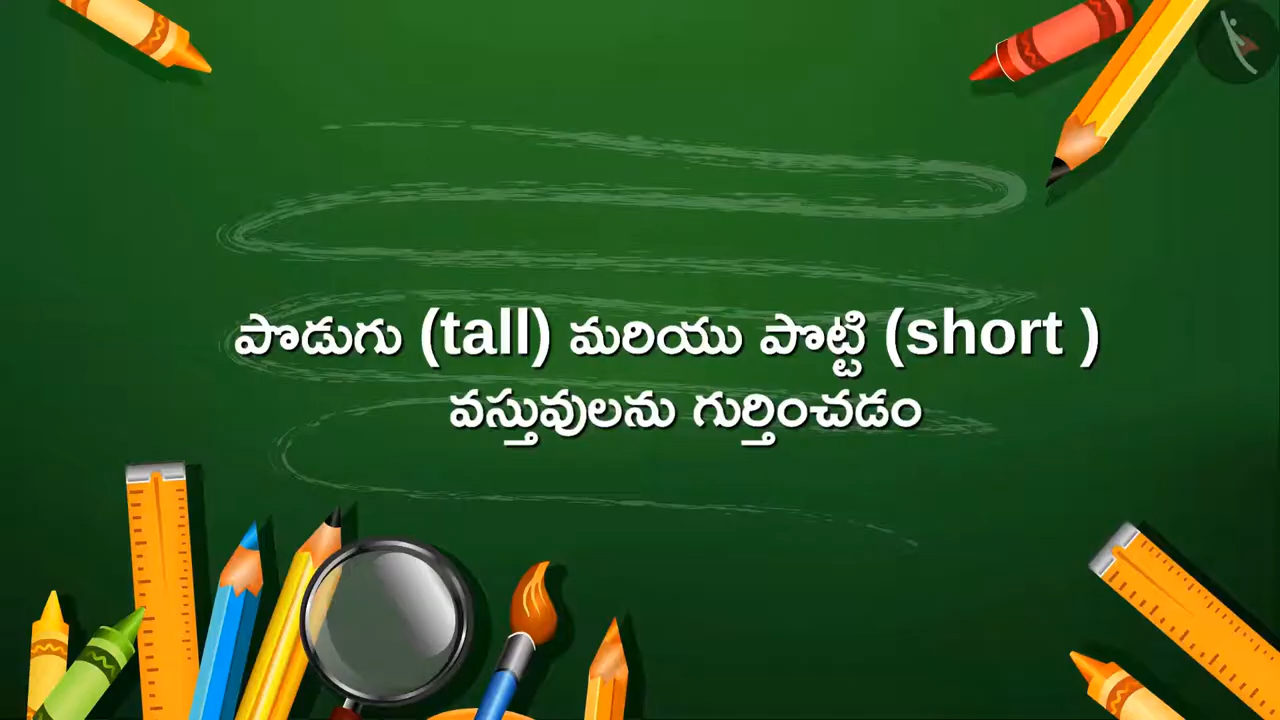 పొడుగు (tall) మరియు పొట్టి (short )
వస్తువులను గుర్తించడం